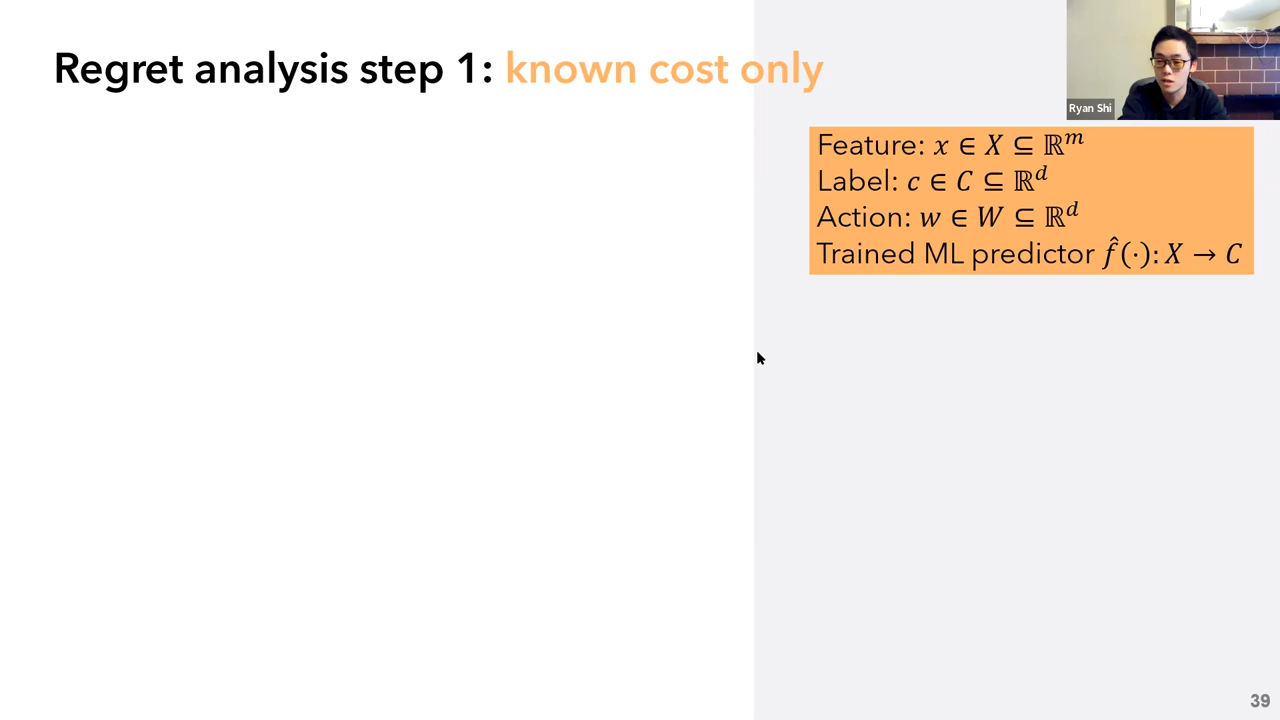 Regret analysis step 1: known cost only
Ryan Shi
Feature: x ∈ X ⊆ ℝ^m
Label: c ∈ C ⊆ ℝ^d
Action: w ∈ W ⊆ ℝ^d
Trained ML predictor f̂(·): X → C
39